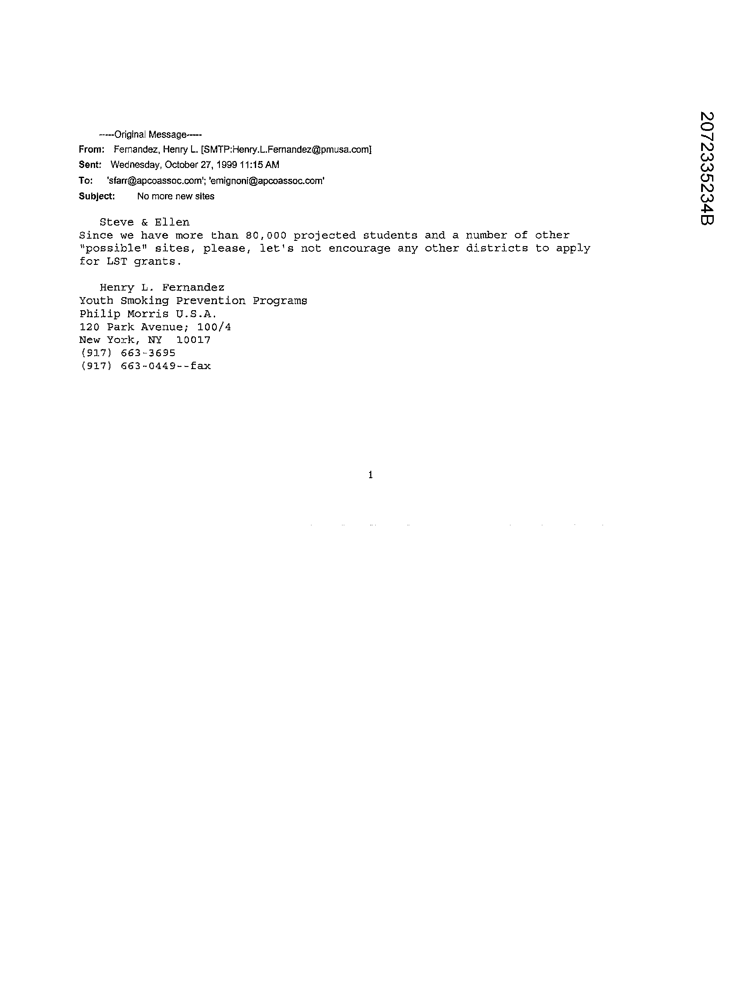 -----Original Message-----
From: Fernandez, Henry L. [SMTP:Henry.L.Fernandez@pmusa.com]
Sent: Wednesday, October 27, 1999 11:15 AM
To: 'sfarr@apcoassoc.com'; 'emignoni@apcoassoc.com'
Subject: No more new sites
Steve & Ellen
Since we have more than 80,000 projected students and a number of other
"possible" sites, please, let's not encourage any other districts to apply
for LST grants.
Henry L. Fernandez
Youth Smoking Prevention Programs
Philip Morris U.S.A.
120 Park Avenue; 100/4
New York, NY 10017
(917) 663-3695
(917) 663-0449--fax
1
2072335234B